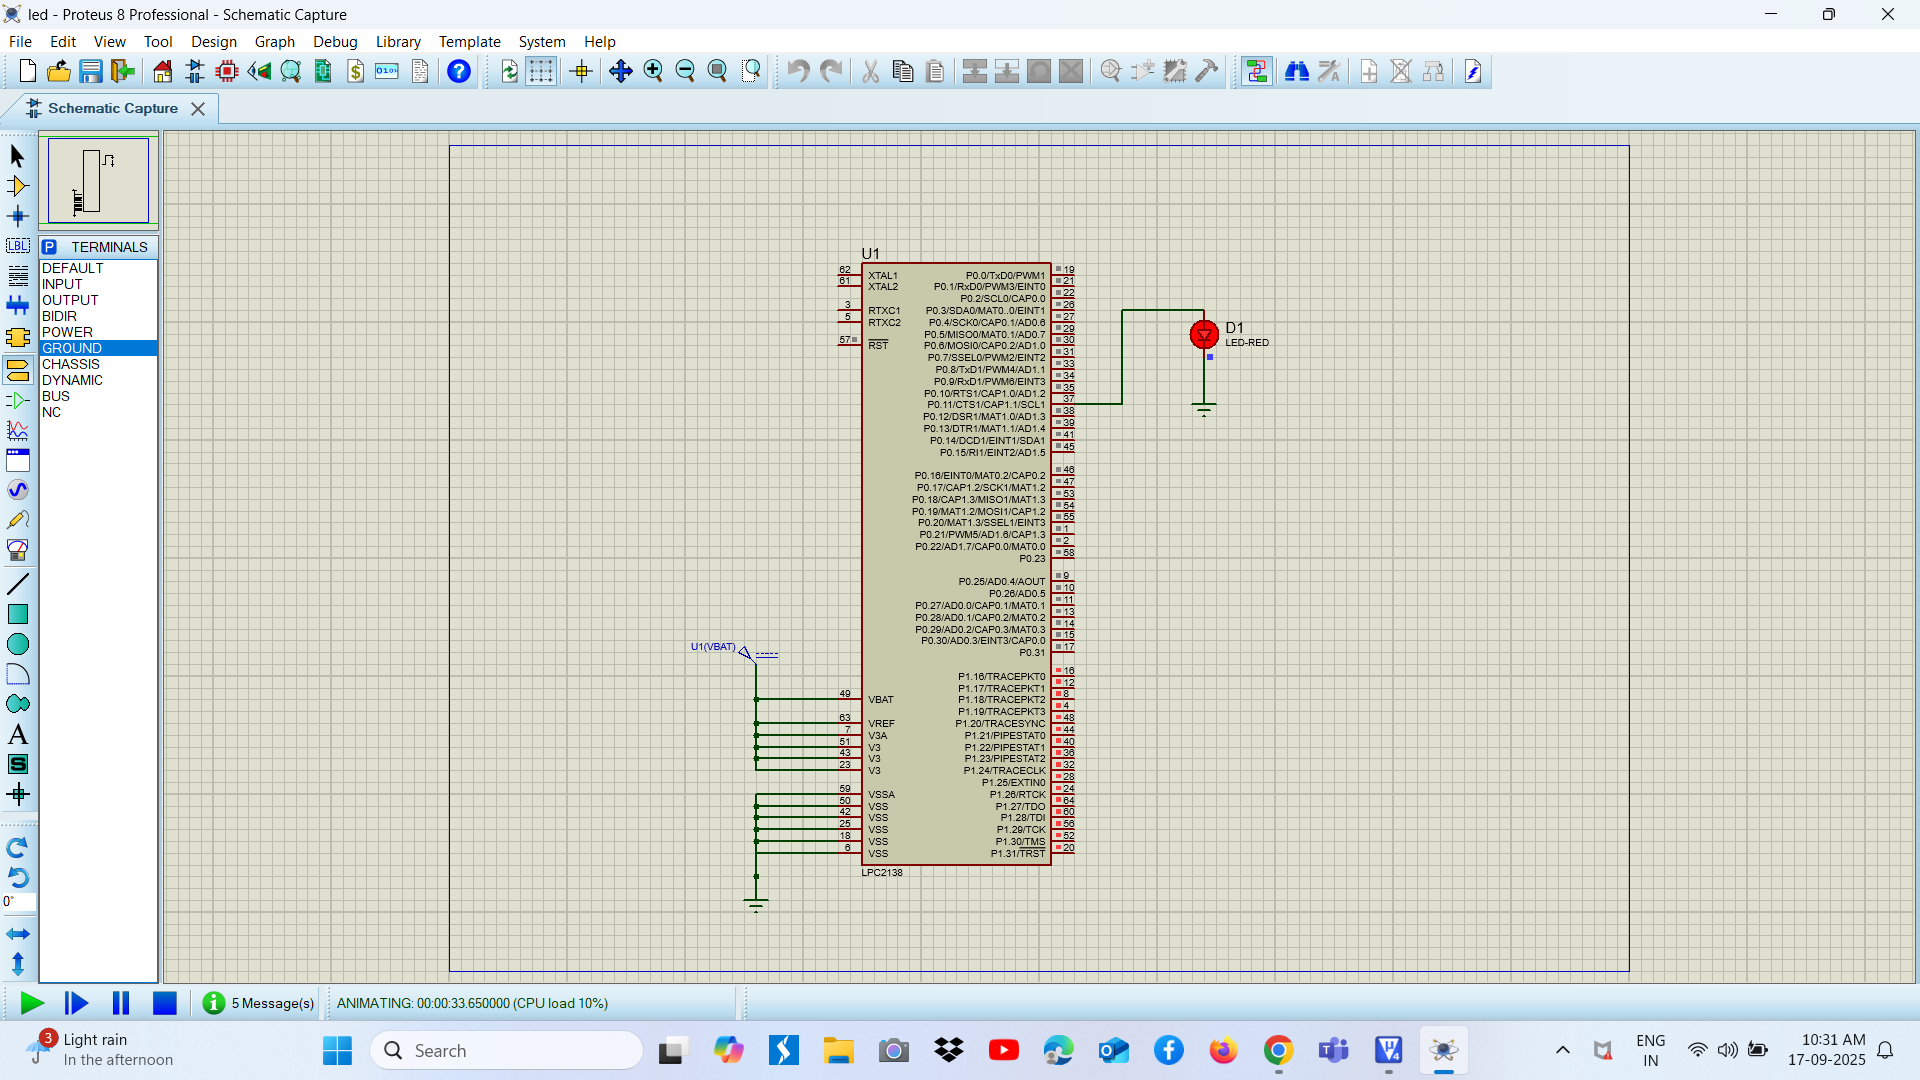 led - Proteus 8 Professional - Schematic Capture
File Edit View Tool Design Graph Debug Library Template System Help
Schematic Capture
P TERMINALS
DEFAULT
INPUT
OUTPUT
BIDIR
POWER
GROUND
CHASSIS
DYNAMIC
BUS
NC
LBL
A
S
0°
U1
62 XTAL1
61 XTAL2
3 RTXC1
5 RTXC2
57 RST
U1(VBAT)
49 VBAT
63 VREF
7 V3A
51 V3
43 V3
23 V3
59 VSSA
50 VSS
42 VSS
25 VSS
18 VSS
6 VSS
P0.0/TxD0/PWM1 19
P0.1/RxD0/PWM3/EINT0 21
P0.2/SCL0/CAP0.0 22
P0.3/SDA0/MAT0..0/EINT1 26
P0.4/SCK0/CAP0.1/AD0.6 27
P0.5/MISO0/MAT0.1/AD0.7 29
P0.6/MOSI0/CAP0.2/AD1.0 30
P0.7/SSEL0/PWM2/EINT2 31
P0.8/TxD1/PWM4/AD1.1 33
P0.9/RxD1/PWM6/EINT3 34
P0.10/RTS1/CAP1.0/AD1.2 35
P0.11/CTS1/CAP1.1/SCL1 37
P0.12/DSR1/MAT1.0/AD1.3 38
P0.13/DTR1/MAT1.1/AD1.4 39
P0.14/DCD1/EINT1/SDA1 41
P0.15/RI1/EINT2/AD1.5 45
P0.16/EINT0/MAT0.2/CAP0.2 46
P0.17/CAP1.2/SCK1/MAT1.2 47
P0.18/CAP1.3/MISO1/MAT1.3 53
P0.19/MAT1.2/MOSI1/CAP1.2 54
P0.20/MAT1.3/SSEL1/EINT3 55
P0.21/PWM5/AD1.6/CAP1.3 1
P0.22/AD1.7/CAP0.0/MAT0.0 2
P0.23 58
P0.25/AD0.4/AOUT 9
P0.26/AD0.5 10
P0.27/AD0.0/CAP0.1/MAT0.1 11
P0.28/AD0.1/CAP0.2/MAT0.2 13
P0.29/AD0.2/CAP0.3/MAT0.3 14
P0.30/AD0.3/EINT3/CAP0.0 15
P0.31 17
P1.16/TRACEPKT0 16
P1.17/TRACEPKT1 12
P1.18/TRACEPKT2 8
P1.19/TRACEPKT3 4
P1.20/TRACESYNC 48
P1.21/PIPESTAT0 44
P1.22/PIPESTAT1 40
P1.23/PIPESTAT2 36
P1.24/TRACECLK 32
P1.25/EXTIN0 28
P1.26/RTCK 24
P1.27/TDO 64
P1.28/TDI 60
P1.29/TCK 56
P1.30/TMS 52
P1.31/TRST 20
LPC2138
D1
LED-RED
5 Message(s)
ANIMATING: 00:00:33.650000 (CPU load 10%)
3 Light rain
In the afternoon
Search
ENG
IN
10:31 AM
17-09-2025